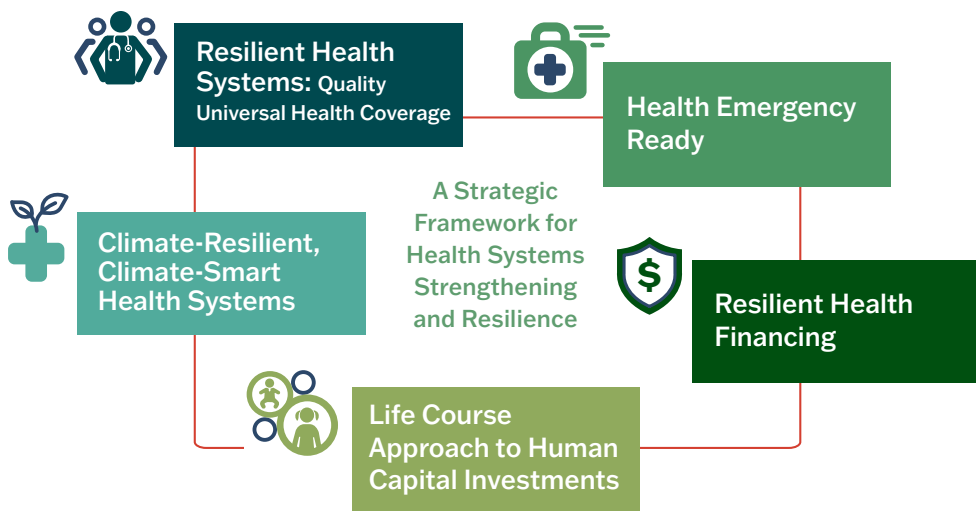 Resilient Health
Systems: Quality
Universal Health Coverage
Health Emergency
Ready
A Strategic
Framework for
Health Systems
Strengthening
and Resilience
Climate-Resilient,
Climate-Smart
Health Systems
$
Resilient Health
Financing
Life Course
Approach to Human
Capital Investments